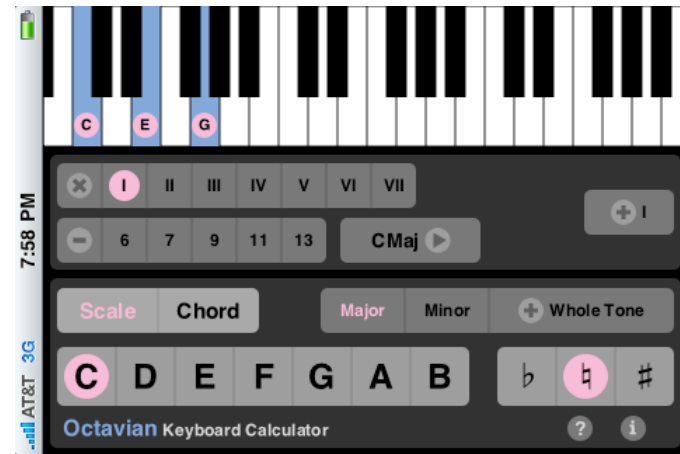 C E G
I II III IV V VI VII
I
6 7 9 11 13 CMaj
Scale Chord Major Minor Whole Tone
C D E F G A B ♭ ♮ ♯
Octavian Keyboard Calculator ? i
AT&T 3G 7:58 PM